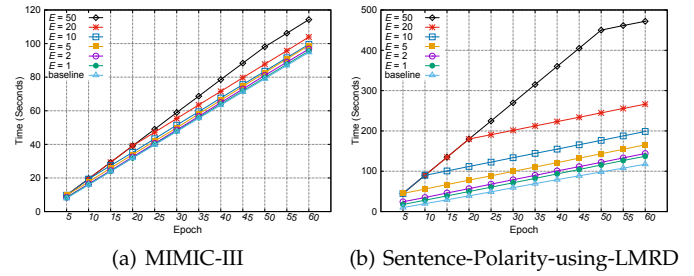 E = 50
E = 20
E = 10
E = 5
E = 2
E = 1
baseline
Time (Seconds)
120
100
80
60
40
20
0
5 10 15 20 25 30 35 40 45 50 55 60
Epoch
(a) MIMIC-III
E = 50
E = 20
E = 10
E = 5
E = 2
E = 1
baseline
Time (Seconds)
500
400
300
200
100
0
5 10 15 20 25 30 35 40 45 50 55 60
Epoch
(b) Sentence-Polarity-using-LMRD